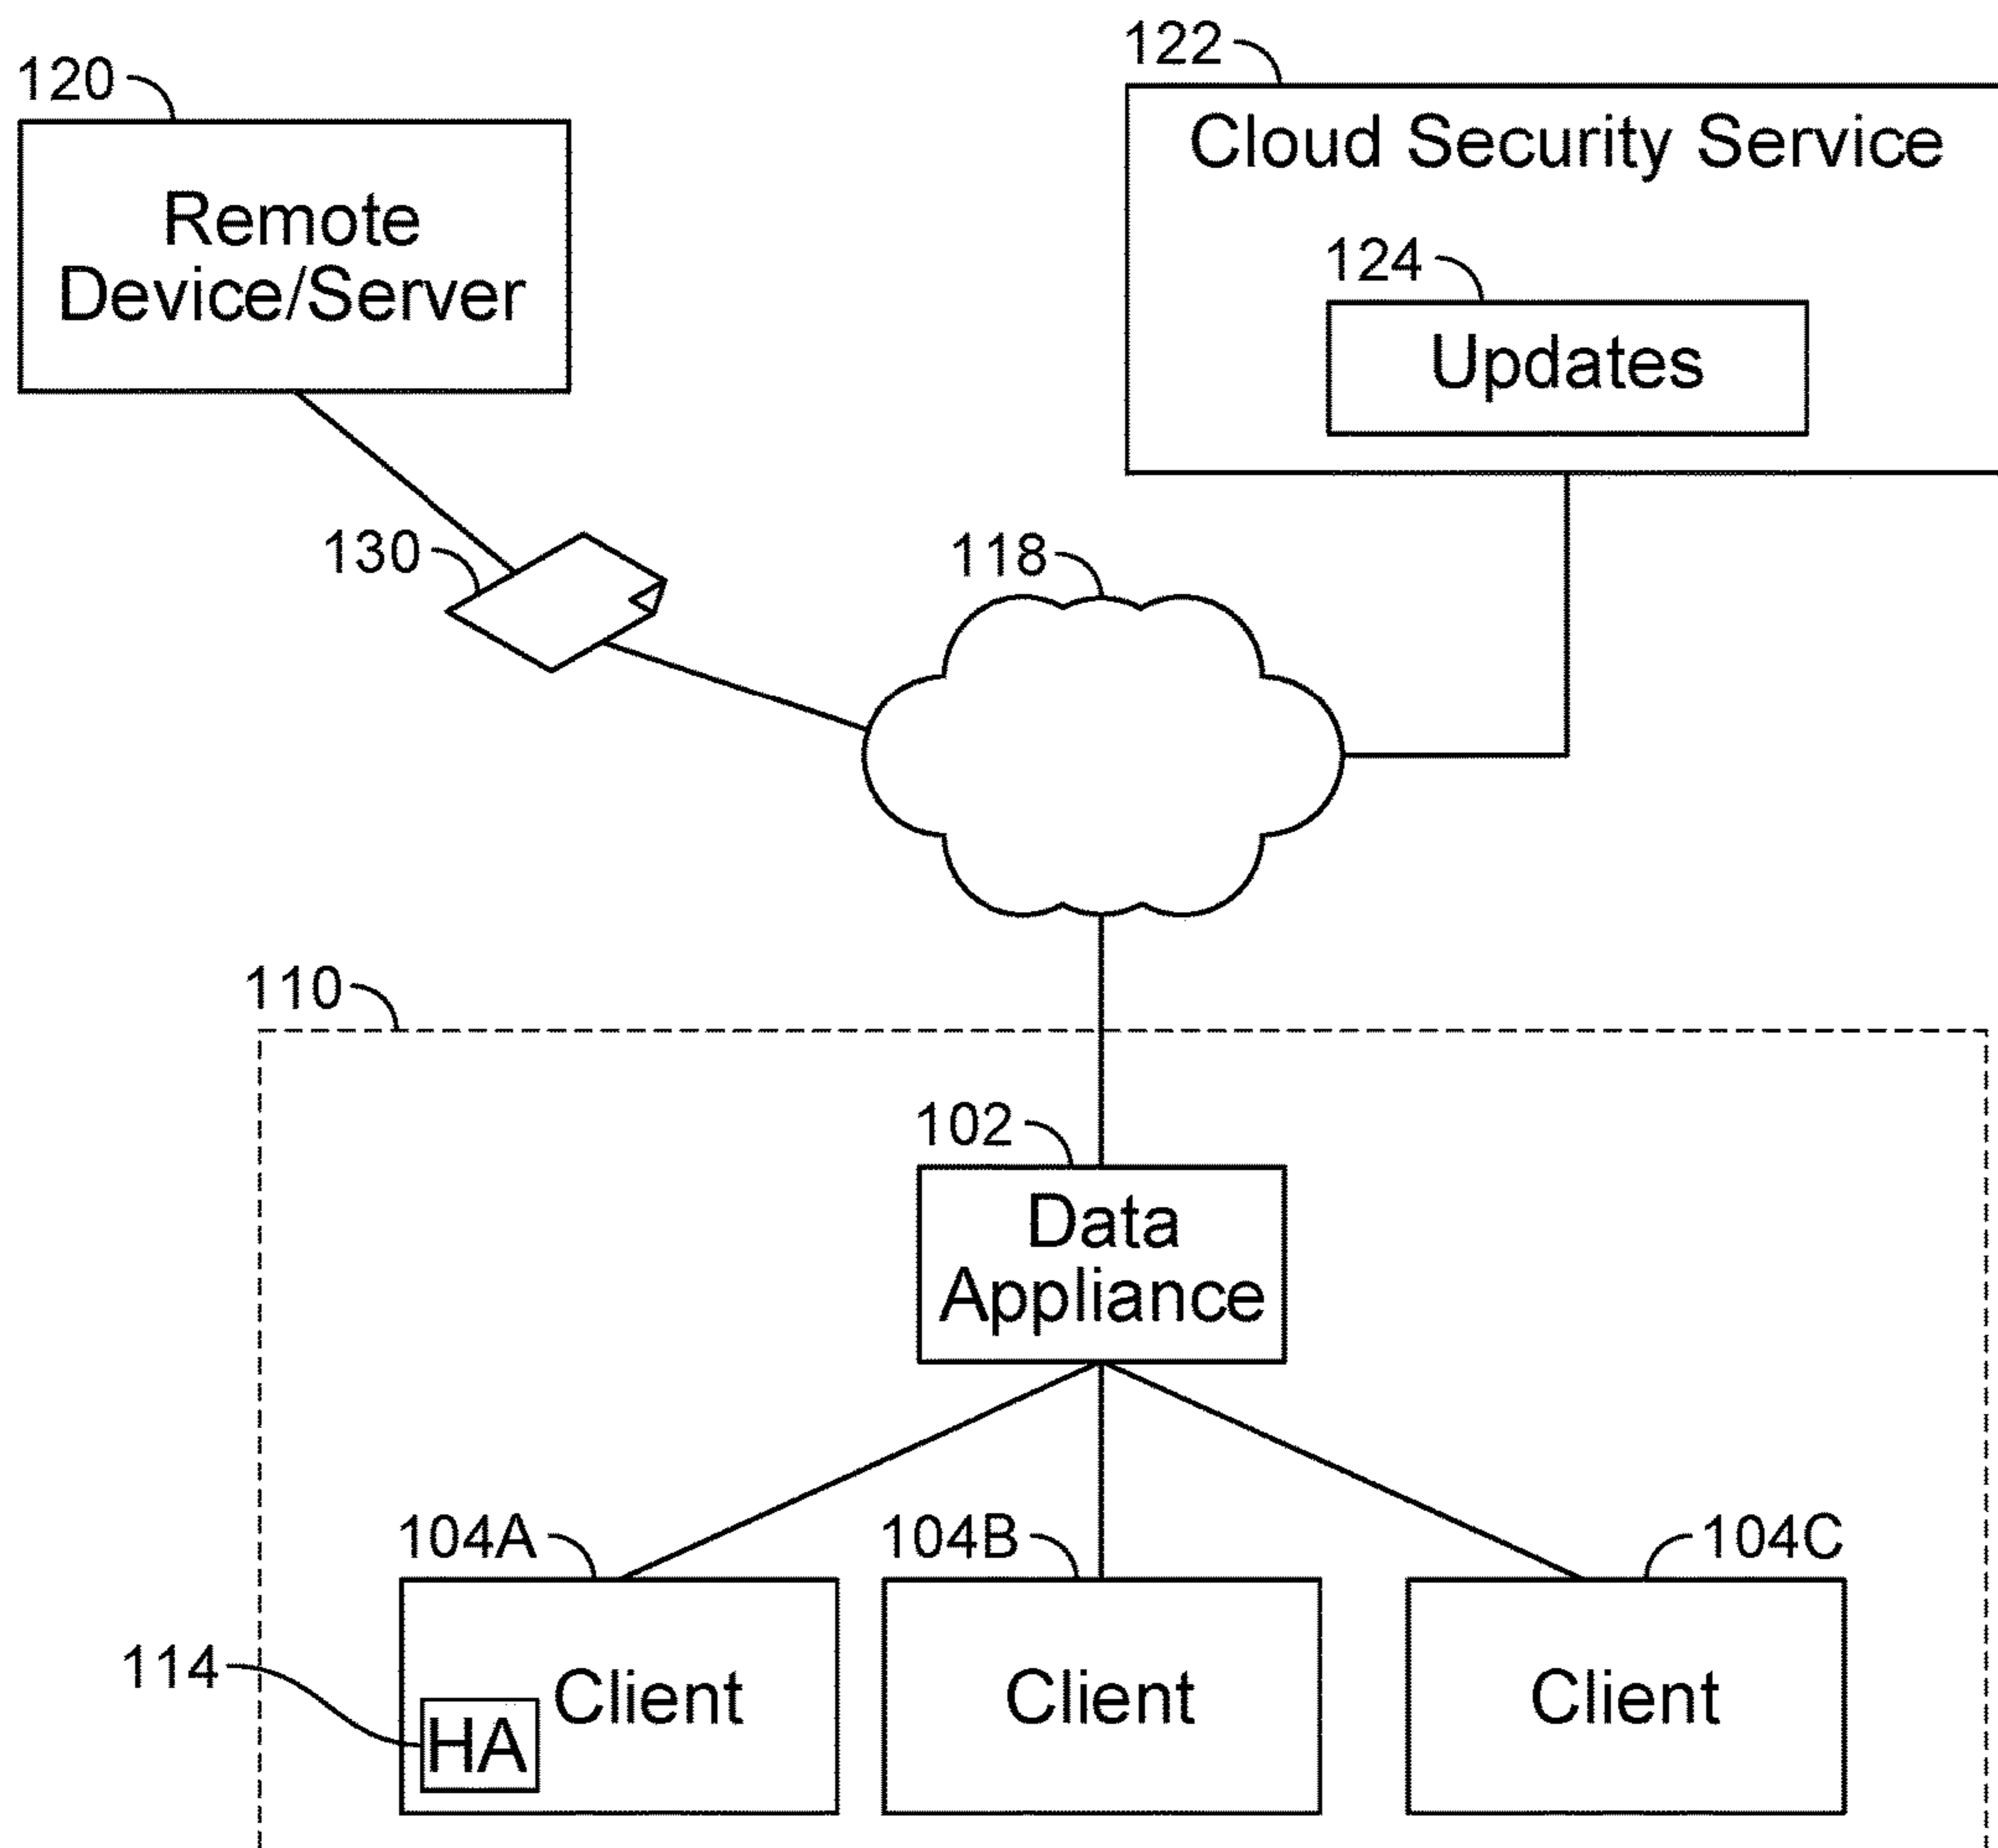 122
120
Cloud Security Service
Remote
Device/Server
124
Updates
130
118
110
102
Data
Appliance
104A
104B
104C
114
Client
Client
Client
HA